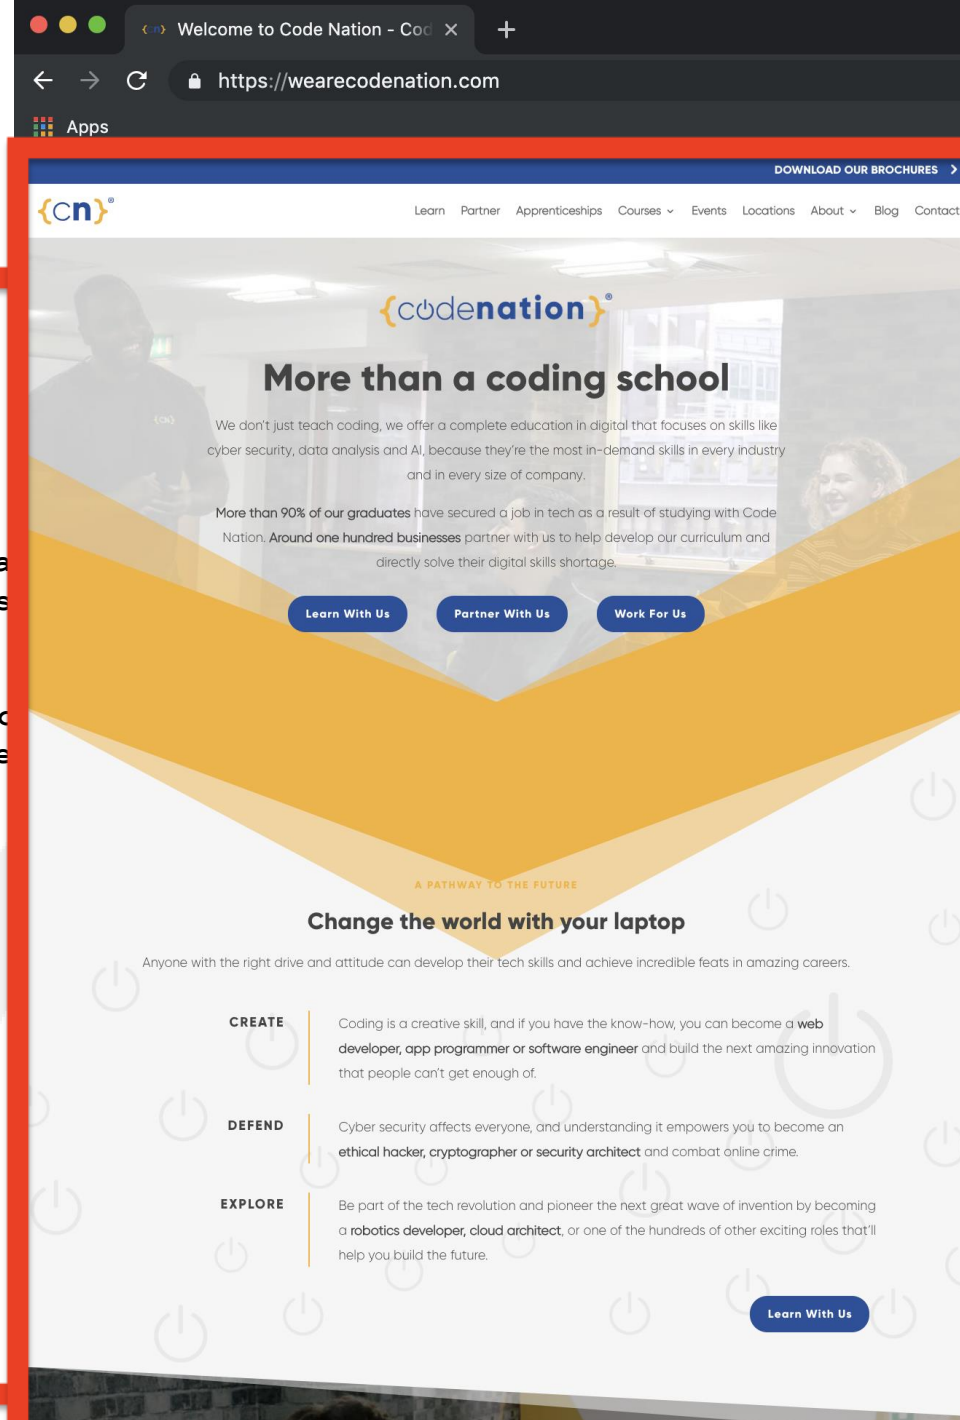 Welcome to Code Nation - Cod
https://wearecodenation.com
Apps
DOWNLOAD OUR BROCHURES
{cn}®
Learn Partner Apprenticeships Courses Events Locations About Blog Contact
{codenation}®
More than a coding school
We don't just teach coding, we offer a complete education in digital that focuses on skills like
cyber security, data analysis and AI, because they're the most in-demand skills in every industry
and in every size of company.
More than 90% of our graduates have secured a job in tech as a result of studying with Code
Nation. Around one hundred businesses partner with us to help develop our curriculum and
directly solve their digital skills shortage.
Learn With Us Partner With Us Work For Us
A PATHWAY TO THE FUTURE
Change the world with your laptop
Anyone with the right drive and attitude can develop their tech skills and achieve incredible feats in amazing careers.
CREATE
Coding is a creative skill, and if you have the know-how, you can become a web
developer, app programmer or software engineer and build the next amazing innovation
that people can't get enough of.
DEFEND
Cyber security affects everyone, and understanding it empowers you to become an
ethical hacker, cryptographer or security architect and combat online crime.
EXPLORE
Be part of the tech revolution and pioneer the next great wave of invention by becoming
a robotics developer, cloud architect, or one of the hundreds of other exciting roles that'll
help you build the future.
Learn With Us